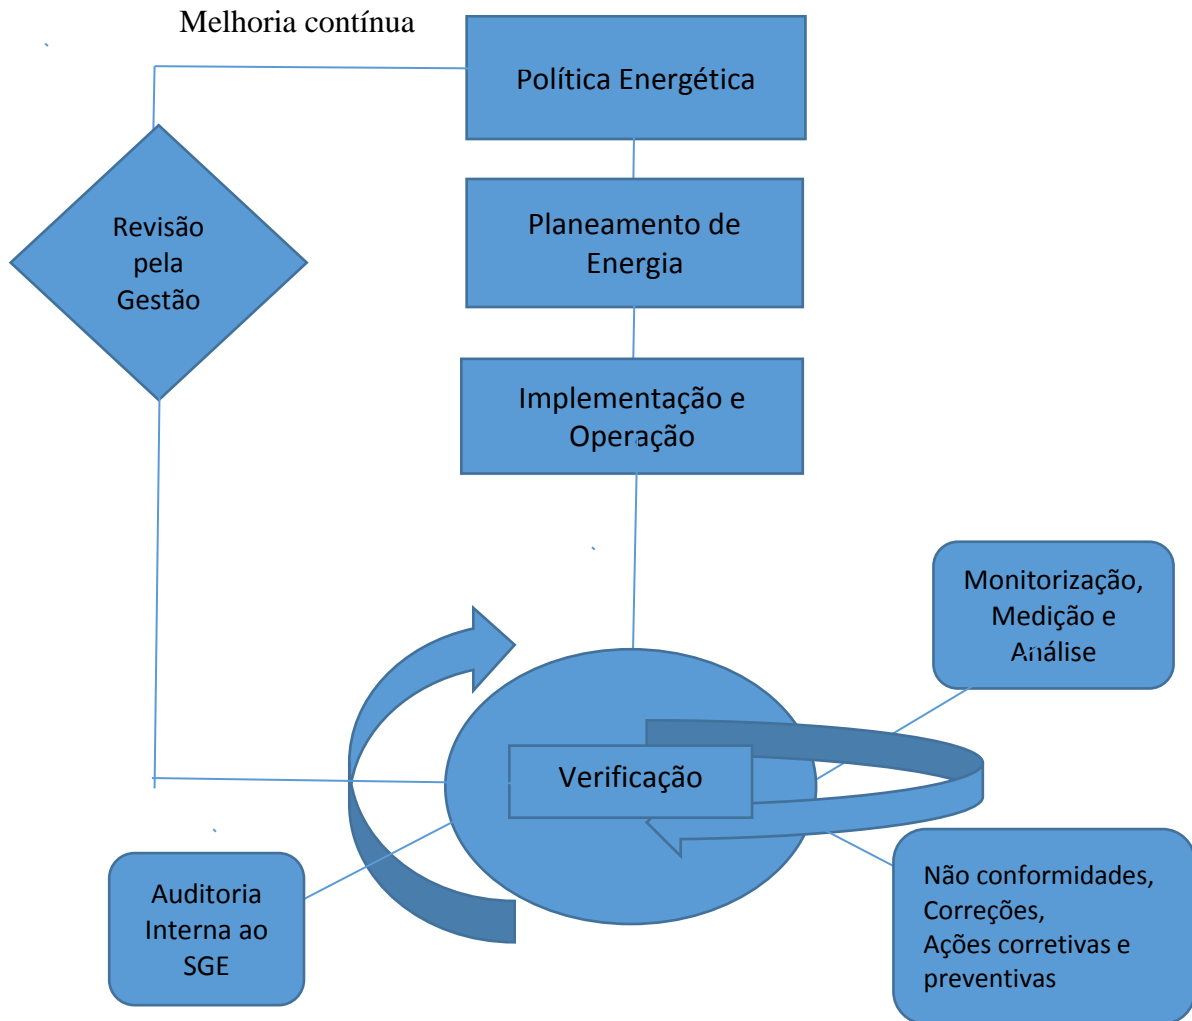 Melhoria contínua
Política Energética
Revisão
pela
Gestão
Planeamento de
Energia
Implementação e
Operação
Monitorização,
Medição e
Análise
Verificação
Auditoria
Interna ao
SGE
Não conformidades,
Correções,
Ações corretivas e
preventivas